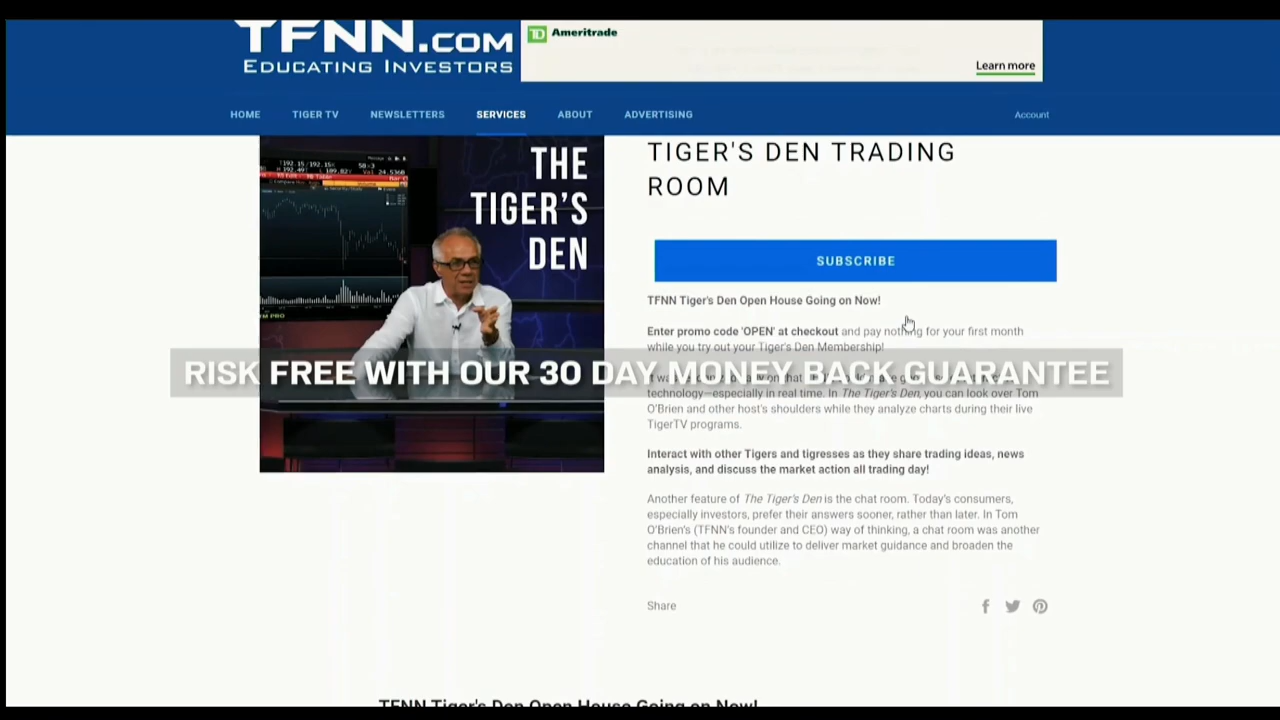 TFNN.COM
EDUCATING INVESTORS
TD Ameritrade
Learn more
HOME TIGER TV NEWSLETTERS SERVICES ABOUT ADVERTISING Account
THE
TIGER'S
DEN
TIGER'S DEN TRADING
ROOM
SUBSCRIBE
TFNN Tiger's Den Open House Going on Now!
Enter promo code 'OPEN' at checkout and pay nothing for your first month
while you try out your Tiger's Den Membership!
RISK FREE WITH OUR 30 DAY MONEY BACK GUARANTEE
technology—especially in real time. In The Tiger's Den, you can look over Tom
O'Brien and other host's shoulders while they analyze charts during their live
TigerTV programs.
Interact with other Tigers and tigresses as they share trading ideas, news
analysis, and discuss the market action all trading day!
Another feature of The Tiger's Den is the chat room. Today's consumers,
especially investors, prefer their answers sooner, rather than later. In Tom
O'Brien's (TFNN's founder and CEO) way of thinking, a chat room was another
channel that he could utilize to deliver market guidance and broaden the
education of his audience.
Share
TFNN Tiger's Den Open House Going on Now!